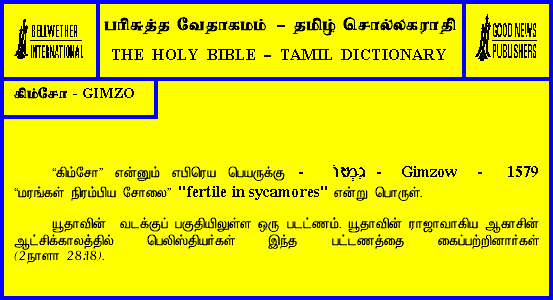 BELLWETHER
INTERNATIONAL
பரிசுத்த வேதாகமம் – தமிழ் சொல்லகராதி
THE HOLY BIBLE – TAMIL DICTIONARY
GOOD NEWS
PUBLISHERS
கிம்சோ - GIMZO
“கிம்சோ” என்னும் எபிரெய பெயருக்கு - גִּמְזוֹ - Gimzow - 1579
“மரங்கள் நிரம்பிய சோலை” "fertile in sycamores" என்று பொருள்.
யூதாவின் வடக்குப் பகுதியிலுள்ள ஒரு பட்டணம். யூதாவின் ராஜாவாகிய ஆகாசின்
ஆட்சிக்காலத்தில் பெலிஸ்தியர்கள் இந்த பட்டணத்தை கைப்பற்றினார்கள்
(2நாளா 28:18).